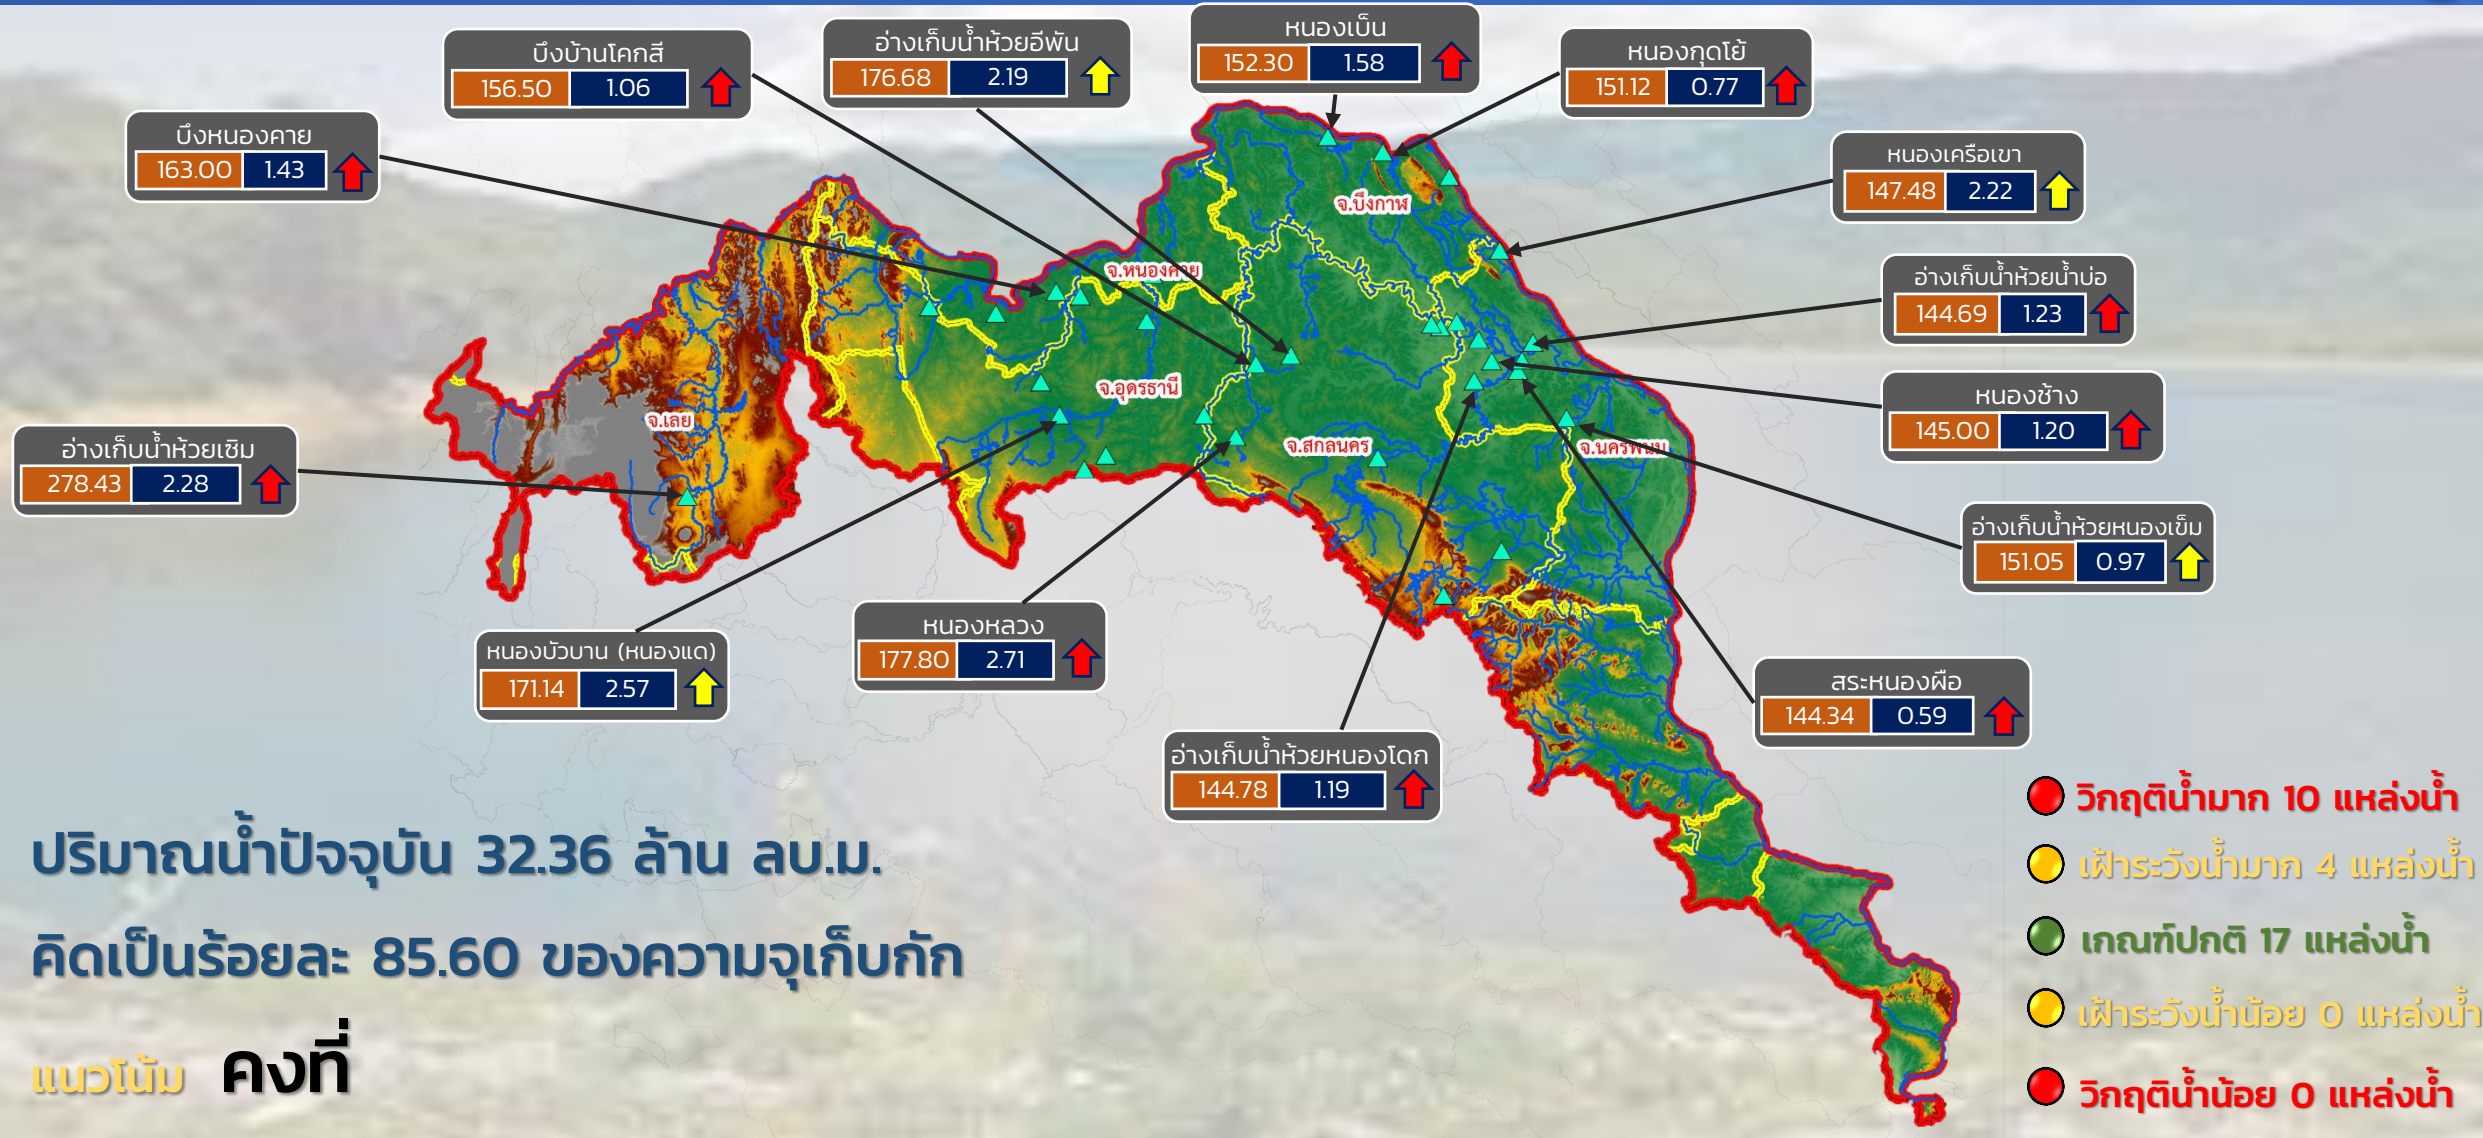 บึงบ้านโคกสี
156.50 1.06
อ่างเก็บน้ำห้วยอีพัน
176.68 2.19
หนองเบ็น
152.30 1.58
หนองกุดโย้
151.12 0.77
บึงหนองคาย
163.00 1.43
หนองเครือเขา
147.48 2.22
อ่างเก็บน้ำห้วยน้ำบ่อ
144.69 1.23
หนองช้าง
145.00 1.20
อ่างเก็บน้ำห้วยเซิม
278.43 2.28
อ่างเก็บน้ำห้วยหนองเข็ม
151.05 0.97
หนองบัวบาน (หนองแด)
171.14 2.57
หนองหลวง
177.80 2.71
สระหนองผือ
144.34 0.59
อ่างเก็บน้ำห้วยหนองโดก
144.78 1.19
จ.บึงกาฬ
จ.หนองคาย
จ.อุดรธานี
จ.เลย
จ.สกลนคร
จ.นครพนม
ปริมาณน้ำปัจจุบัน 32.36 ล้าน ลบ.ม.
คิดเป็นร้อยละ 85.60 ของความจุเก็บกัก
แนวโน้ม คงที่
วิกฤติน้ำมาก 10 แหล่งน้ำ
เฝ้าระวังน้ำมาก 4 แหล่งน้ำ
เกณฑ์ปกติ 17 แหล่งน้ำ
เฝ้าระวังน้ำน้อย 0 แหล่งน้ำ
วิกฤติน้ำน้อย 0 แหล่งน้ำ